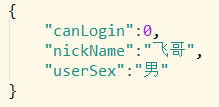 {
"canLogin":0,
"nickName":"飞哥",
"userSex":"男"
}